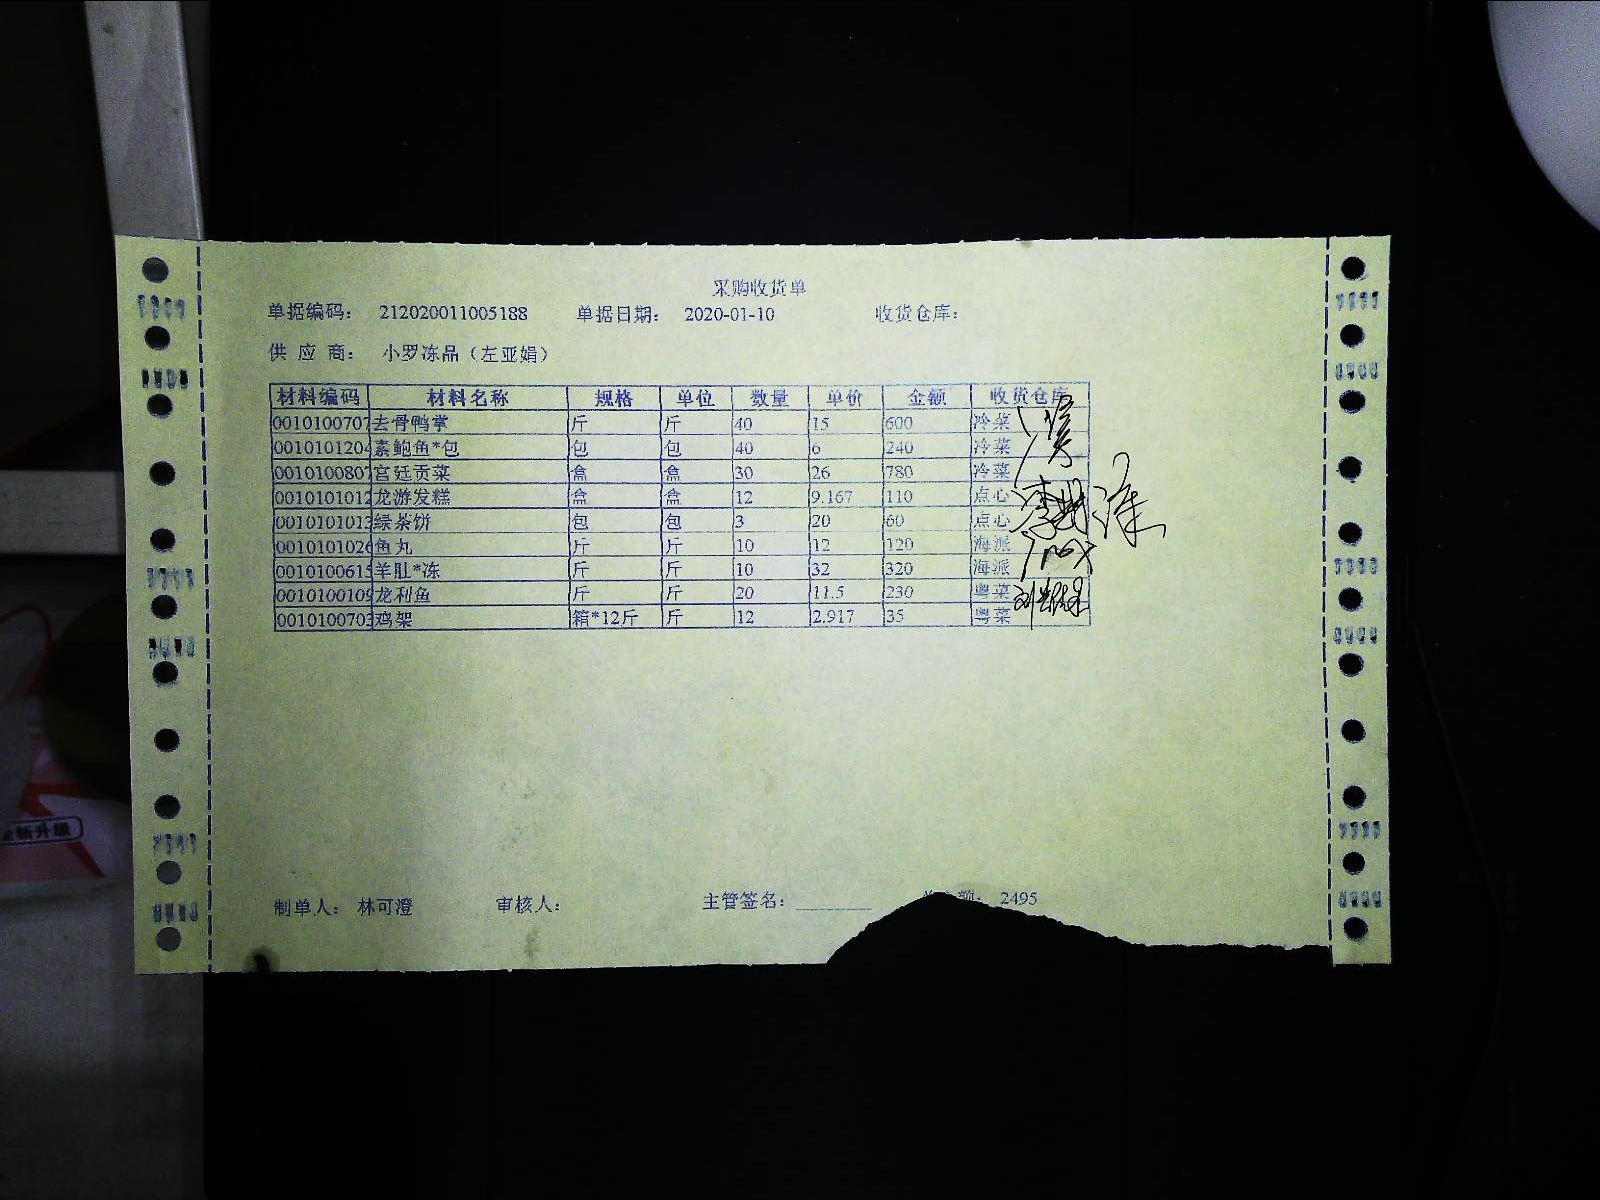 采购收货单
单据编码： 212020011005188 单据日期： 2020-01-10 收货仓库：
供 应 商： 小罗冻品（左亚娟）
材料编码 材料名称 规格 单位 数量 单价 金额 收货仓库
0010100707 去骨鸭掌 斤 斤 40 15 600 冷菜
0010101204 素鲍鱼*包 包 包 40 6 240 冷菜
0010100807 宫廷贡菜 盒 盒 30 26 780 冷菜
0010101012 龙游发糕 盒 盒 12 9.167 110 点心
0010101013 绿茶饼 包 包 3 20 60 点心
0010101026 鱼丸 斤 斤 10 12 120 海派
0010100615 羊肚*冻 斤 斤 10 32 320 海派
0010100109 龙利鱼 斤 斤 20 11.5 230 粤菜
0010100703 鸡架 箱*12斤 斤 12 2.917 35 粤菜
制单人： 林可澄 审核人： 主管签名： 2495
新升级